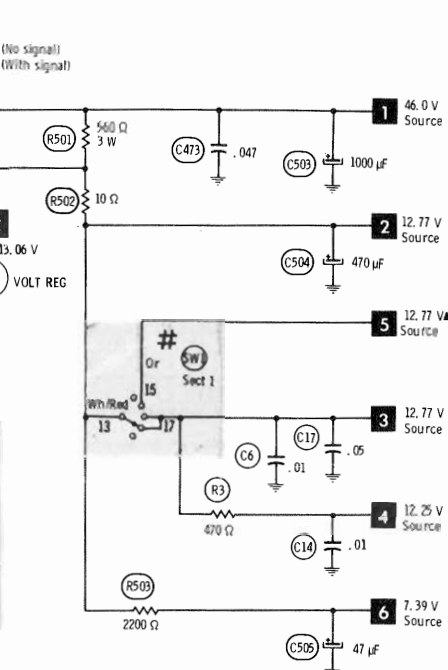 (No signal)
(With signal)
1
46.0 V
Source
560 Ω
3 W
R501
C473
.047
C503
1000 µF
R502
10 Ω
2
12.77 V
Source
13.06 V
VOLT REG
C504
470 µF
5
12.77 V
Source
#
Or
SW1
Sect 1
15
Wh/Red
13
17
3
12.77 V
Source
C6
.01
C17
.05
R3
470 Ω
4
12.25 V
Source
C14
.01
R503
2200 Ω
6
7.39 V
Source
C505
47 µF